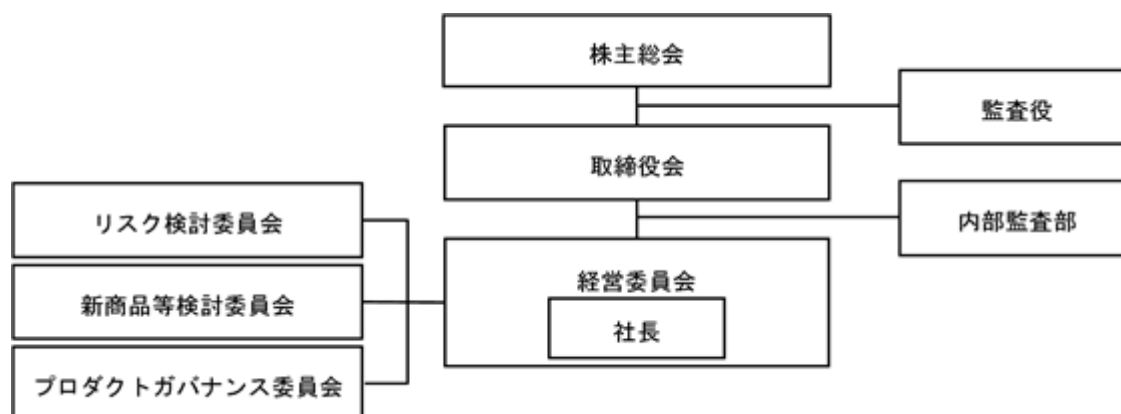 株主総会
監査役
取締役会
リスク検討委員会
内部監査部
経営委員会
新商品等検討委員会
社長
プロダクトガバナンス委員会